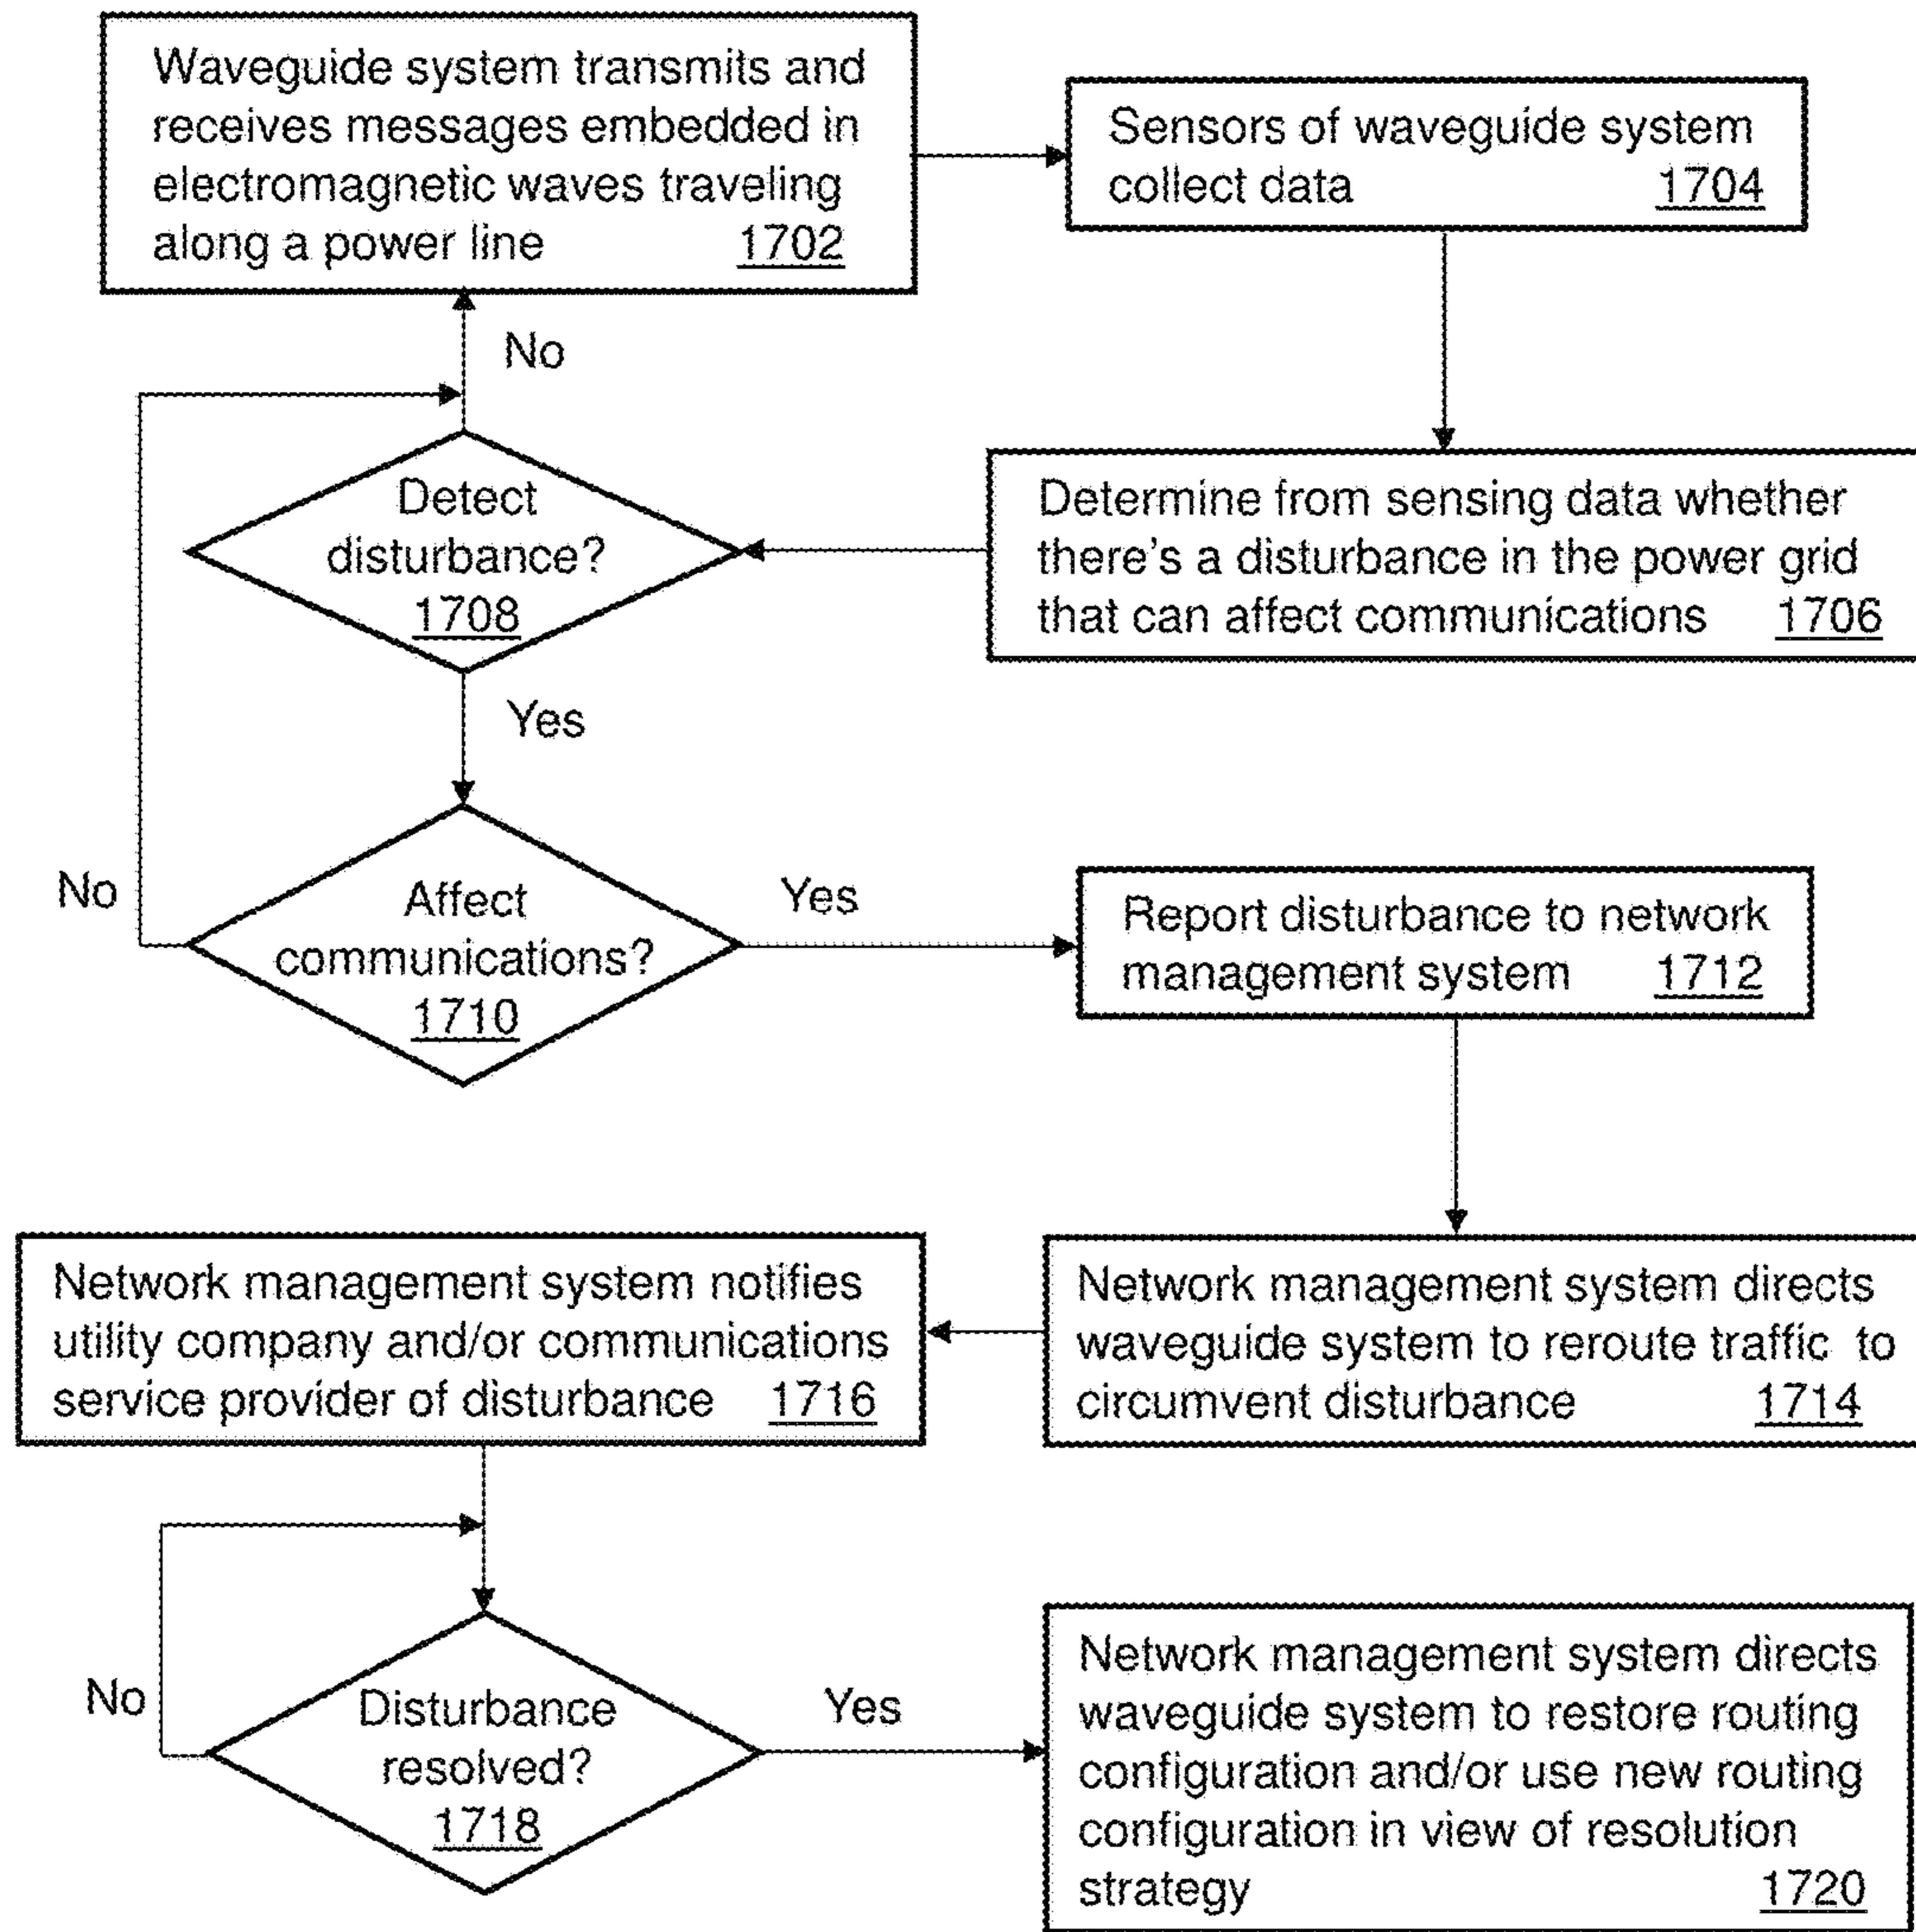 Waveguide system transmits and
receives messages embedded in
electromagnetic waves traveling
along a power line 1702
Sensors of waveguide system
collect data 1704
No
Detect
disturbance?
1708
Determine from sensing data whether
there's a disturbance in the power grid
that can affect communications 1706
Yes
No
Affect
communications?
1710
Yes
Report disturbance to network
management system 1712
Network management system notifies
utility company and/or communications
service provider of disturbance 1716
Network management system directs
waveguide system to reroute traffic to
circumvent disturbance 1714
No
Disturbance
resolved?
1718
Yes
Network management system directs
waveguide system to restore routing
configuration and/or use new routing
configuration in view of resolution
strategy 1720